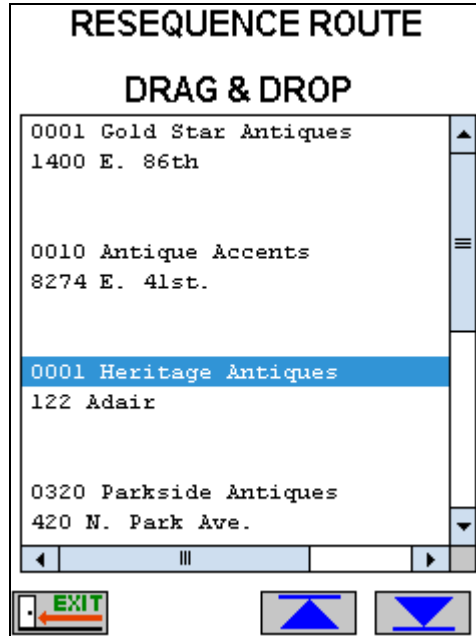 RESEQUENCE ROUTE
DRAG & DROP
0001 Gold Star Antiques
1400 E. 86th
0010 Antique Accents
8274 E. 41st.
0001 Heritage Antiques
122 Adair
0320 Parkside Antiques
420 N. Park Ave.
EXIT